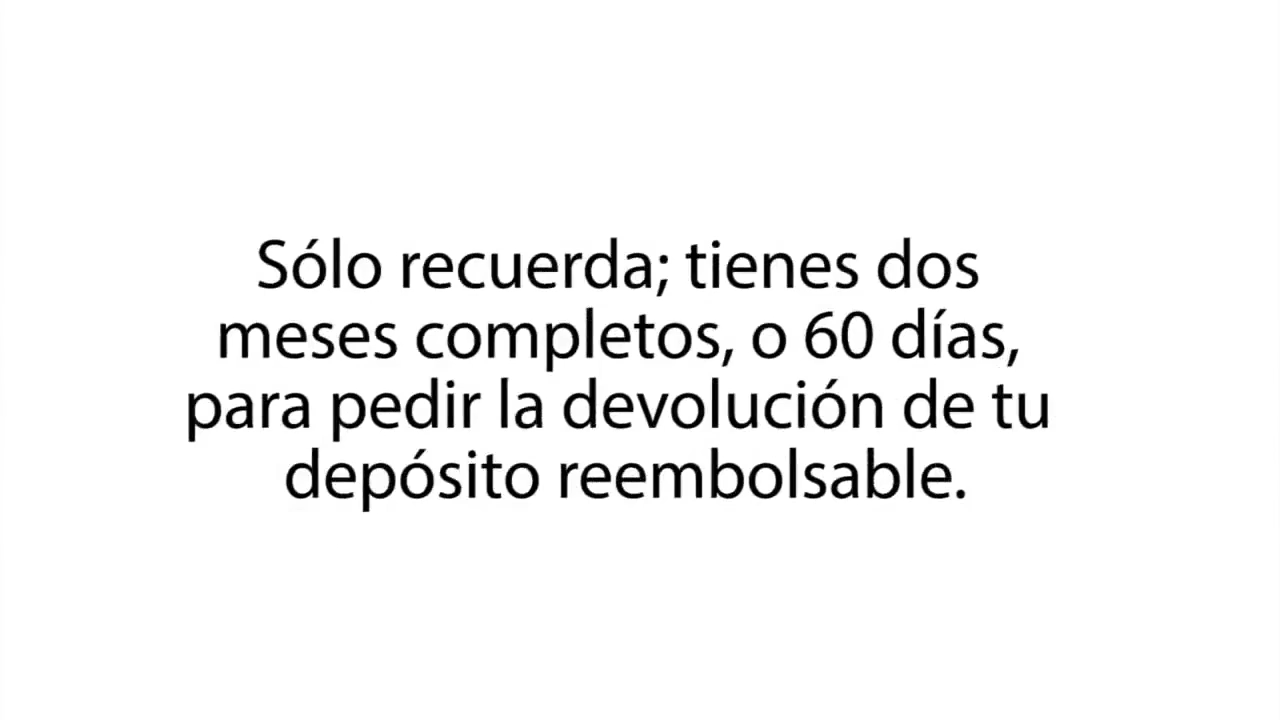 Sólo recuerda; tienes dos
meses completos, o 60 días,
para pedir la devolución de tu
depósito reembolsable.